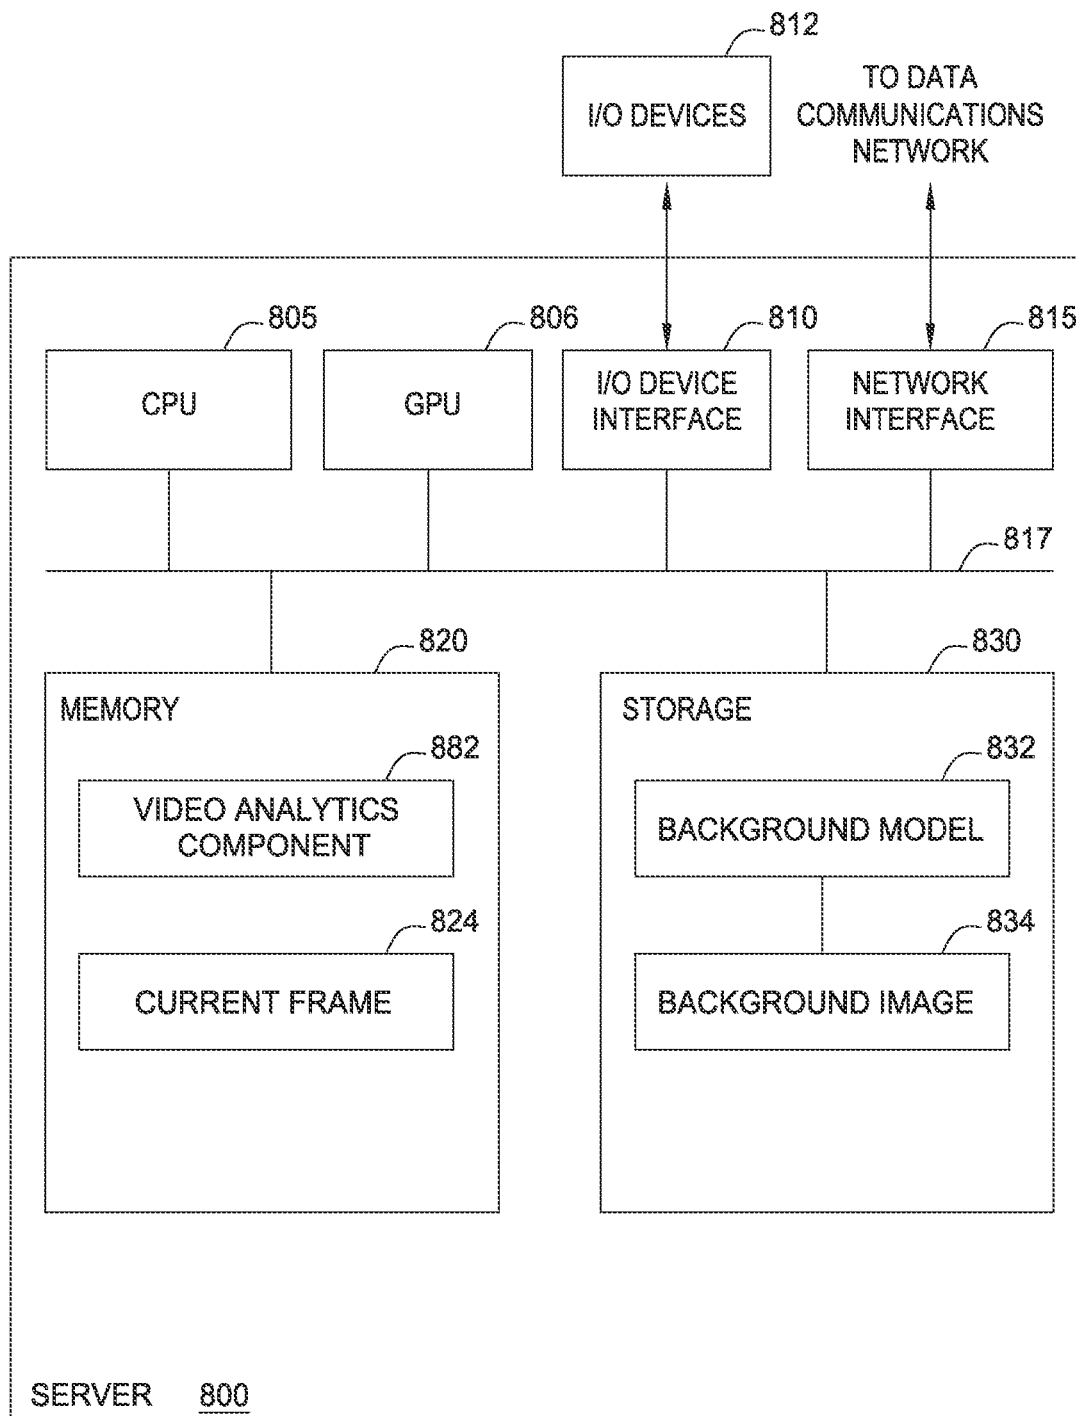 812
I/O DEVICES
TO DATA
COMMUNICATIONS
NETWORK
805
806
810
815
CPU
GPU
I/O DEVICE
INTERFACE
NETWORK
INTERFACE
817
820
830
MEMORY
STORAGE
882
832
VIDEO ANALYTICS
COMPONENT
BACKGROUND MODEL
824
834
CURRENT FRAME
BACKGROUND IMAGE
SERVER 800